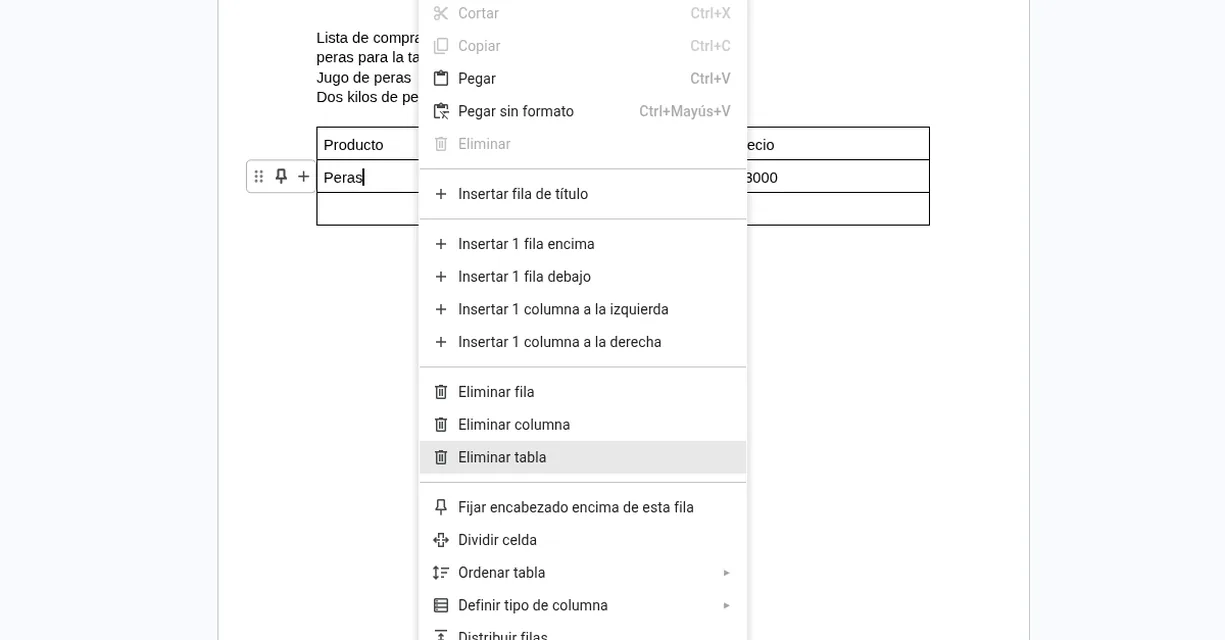 Cortar Ctrl+X
Lista de compra
Copiar Ctrl+C
peras para la ta
Jugo de peras
Pegar Ctrl+V
Dos kilos de pe
Pegar sin formato Ctrl+Mayús+V
Producto
Eliminar
ecio
Peras
3000
Insertar fila de título
Insertar 1 fila encima
Insertar 1 fila debajo
Insertar 1 columna a la izquierda
Insertar 1 columna a la derecha
Eliminar fila
Eliminar columna
Eliminar tabla
Fijar encabezado encima de esta fila
Dividir celda
Ordenar tabla
Definir tipo de columna
Distribuir filas